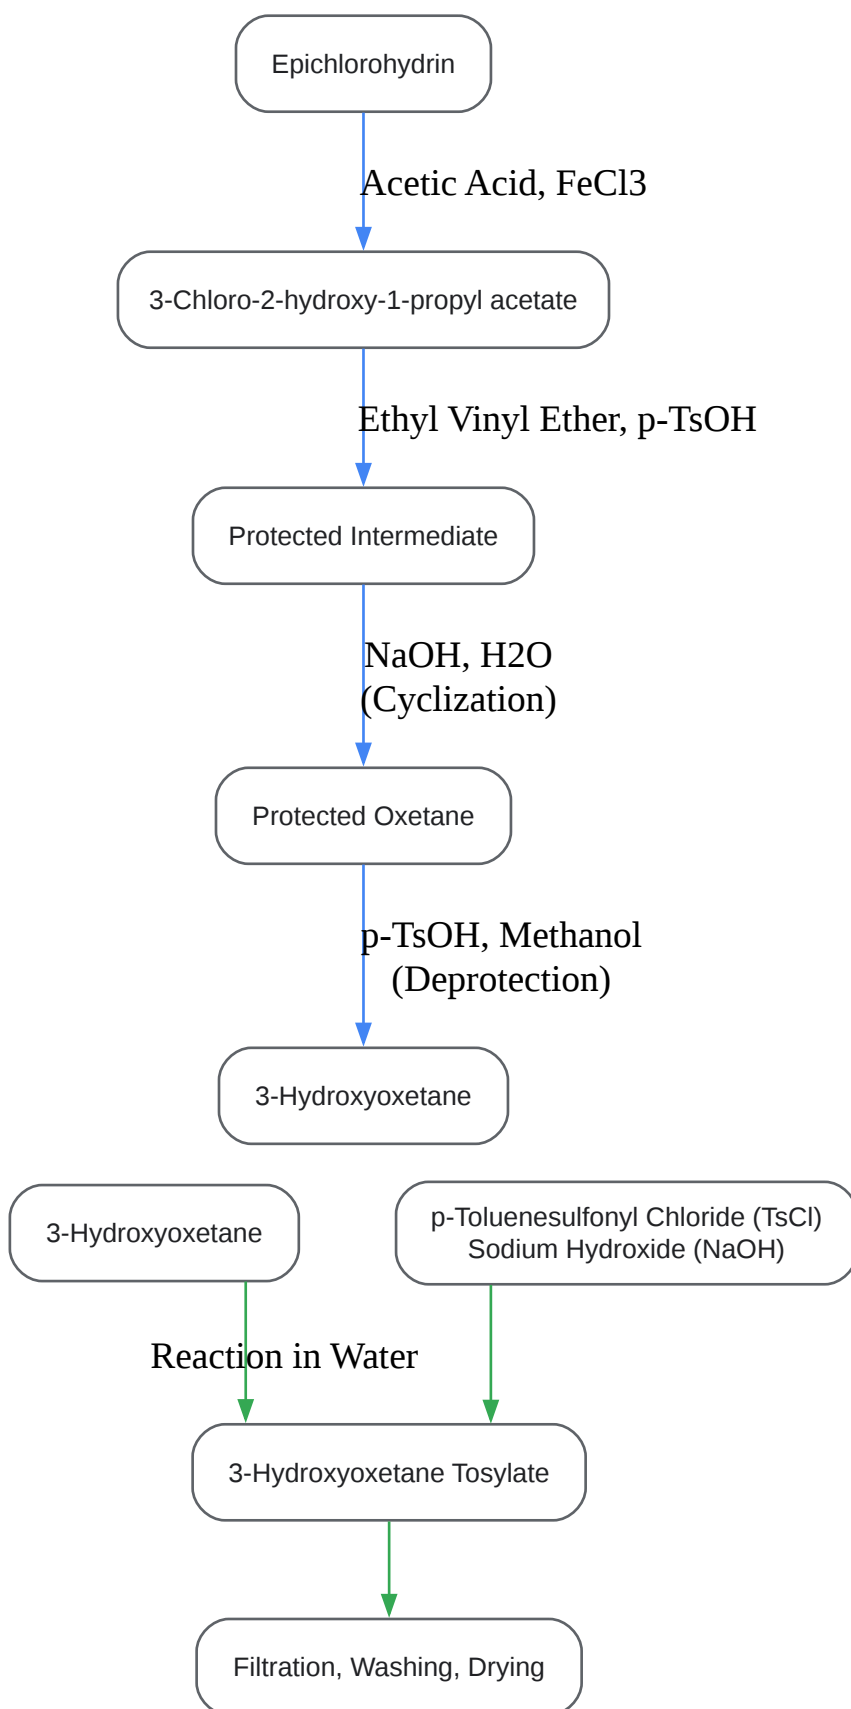 Epichlorohydrin
Acetic Acid, FeCl3
3-Chloro-2-hydroxy-1-propyl acetate
Ethyl Vinyl Ether, p-TsOH
Protected Intermediate
NaOH, H2O
(Cyclization)
Protected Oxetane
p-TsOH, Methanol
(Deprotection)
3-Hydroxyoxetane
3-Hydroxyoxetane
p-Toluenesulfonyl Chloride (TsCl)
Sodium Hydroxide (NaOH)
Reaction in Water
3-Hydroxyoxetane Tosylate
Filtration, Washing, Drying